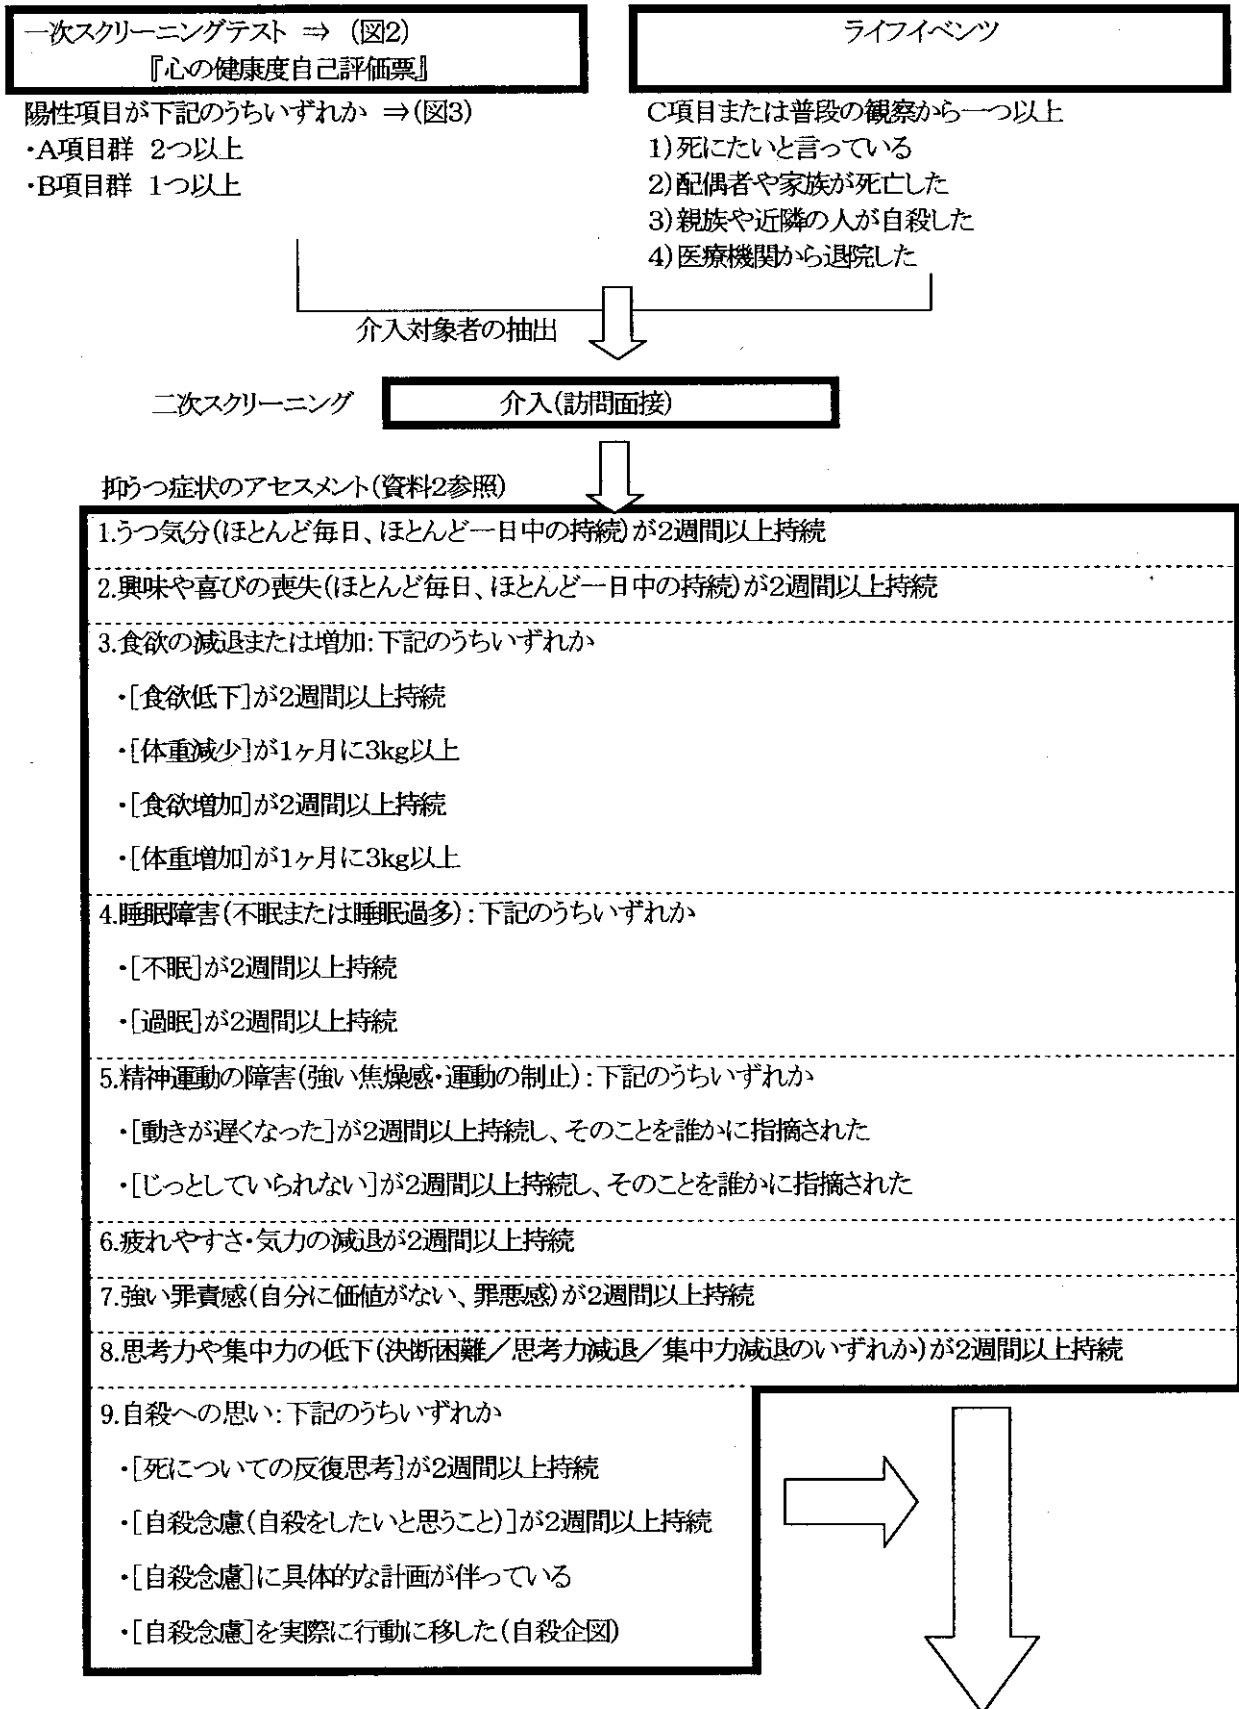 一次スクリーニングテスト ⇒ (図2)
『心の健康度自己評価票』
陽性項目が下記のうちいずれか ⇒(図3)
・A項目群 2つ以上
・B項目群 1つ以上
ライフイベンツ
C項目または普段の観察から一つ以上
1)死にたいと言っている
2)配偶者や家族が死亡した
3)親族や近隣の人が自殺した
4)医療機関から退院した
介入対象者の抽出
二次スクリーニング
介入(訪問面接)
抑うつ症状のアセスメント(資料2参照)
1.うつ気分(ほとんど毎日、ほとんど一日中の持続)が2週間以上持続
2.興味や喜びの喪失(ほとんど毎日、ほとんど一日中の持続)が2週間以上持続
3.食欲の減退または増加:下記のうちいずれか
・[食欲低下]が2週間以上持続
・[体重減少]が1ヶ月に3kg以上
・[食欲増加]が2週間以上持続
・[体重増加]が1ヶ月に3kg以上
4.睡眠障害(不眠または睡眠過多):下記のうちいずれか
・[不眠]が2週間以上持続
・[過眠]が2週間以上持続
5.精神運動の障害(強い焦燥感・運動の制止):下記のうちいずれか
・[動きが遅くなった]が2週間以上持続し、そのことを誰かに指摘された
・[じっとしていられない]が2週間以上持続し、そのことを誰かに指摘された
6.疲れやすさ・気力の減退が2週間以上持続
7.強い罪責感(自分に価値がない、罪悪感)が2週間以上持続
8.思考力や集中力の低下(決断困難／思考力減退／集中力減退のいずれか)が2週間以上持続
9.自殺への思い:下記のうちいずれか
・[死についての反復思考]が2週間以上持続
・[自殺念慮(自殺をしたいと思うこと)]が2週間以上持続
・[自殺念慮]に具体的な計画が伴っている
・[自殺念慮]を実際に行動に移した(自殺企図)